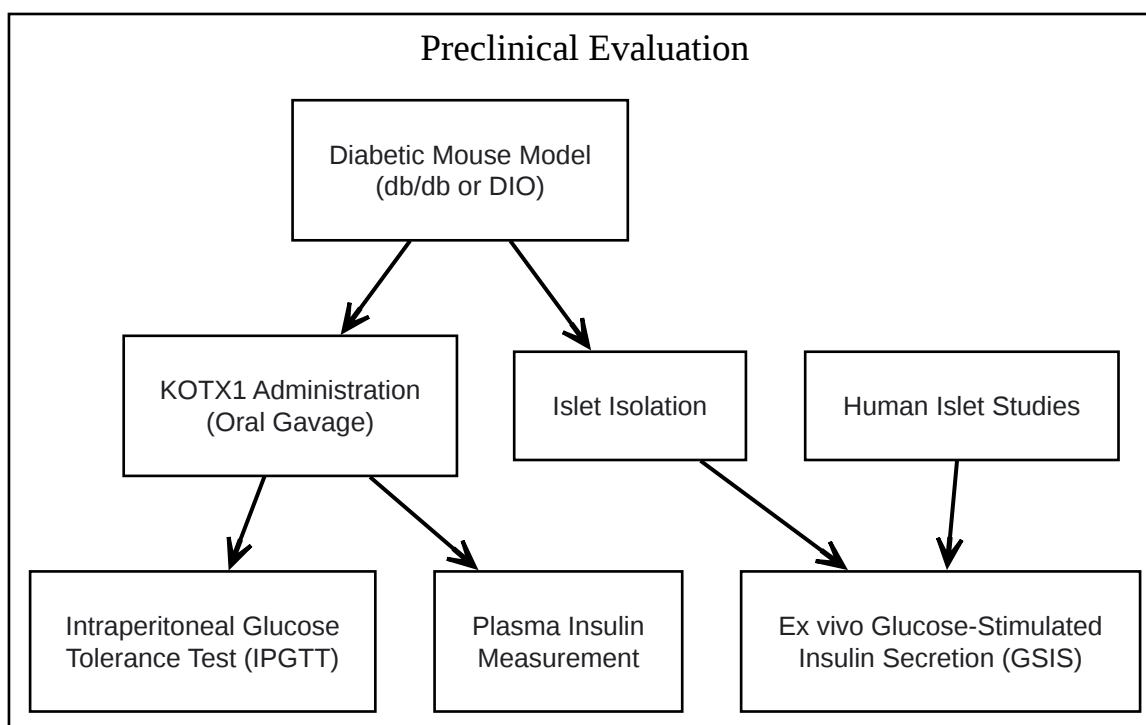 Preclinical Evaluation
Diabetic Mouse Model
(db/db or DIO)
KOTX1 Administration
(Oral Gavage)
Islet Isolation
Human Islet Studies
Intraperitoneal Glucose
Tolerance Test (IPGTT)
Plasma Insulin
Measurement
Ex vivo Glucose-Stimulated
Insulin Secretion (GSIS)